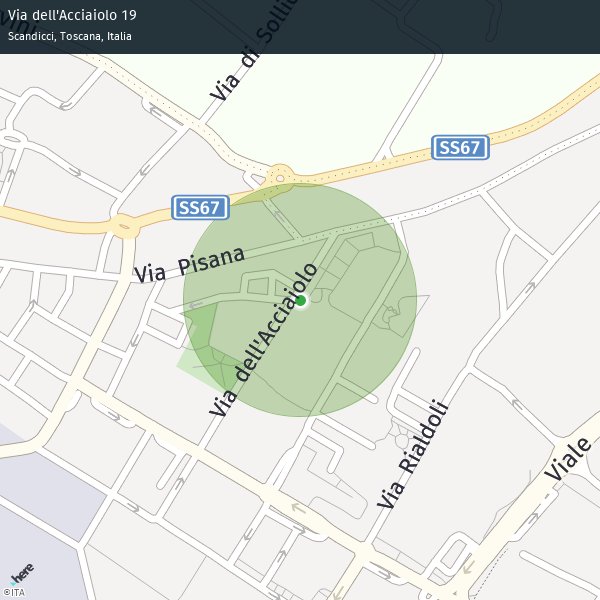 Via dell'Acciaiolo 19
Scandicci, Toscana, Italia
Via di Sollic
SS67
SS67
Via Pisana
Via dell'Acciaiolo
Via Rialdoli
Viale
here
©ITA